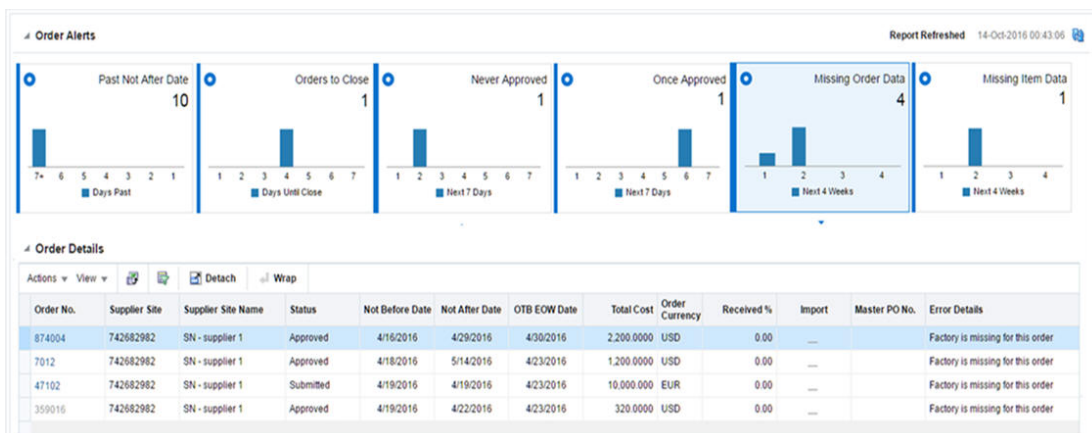 Order Alerts
Report Refreshed 14-Oct-2016 00:43:06
Past Not After Date
10
7+ 6 5 4 3 2 1
Days Past
Orders to Close
1
1 2 3 4 5 6 7
Days Until Close
Never Approved
1
1 2 3 4 5 6 7
Next 7 Days
Once Approved
1
1 2 3 4 5 6 7
Next 7 Days
Missing Order Data
4
1 2 3 4
Next 4 Weeks
Missing Item Data
1
1 2 3 4
Next 4 Weeks
Order Details
Actions View Detach Wrap
Order No. Supplier Site Supplier Site Name Status Not Before Date Not After Date OTB EOW Date Total Cost Order Currency Received % Import Master PO No. Error Details
874004 742682982 SN - supplier 1 Approved 4/16/2016 4/29/2016 4/30/2016 2,200.0000 USD 0.00 Factory is missing for this order
7012 742682982 SN - supplier 1 Approved 4/18/2016 5/14/2016 4/23/2016 1,200.0000 USD 0.00 Factory is missing for this order
47102 742682982 SN - supplier 1 Submitted 4/19/2016 4/19/2016 4/23/2016 10,000.0000 EUR 0.00 Factory is missing for this order
359016 742682982 SN - supplier 1 Approved 4/19/2016 4/22/2016 4/23/2016 320.0000 USD 0.00 Factory is missing for this order